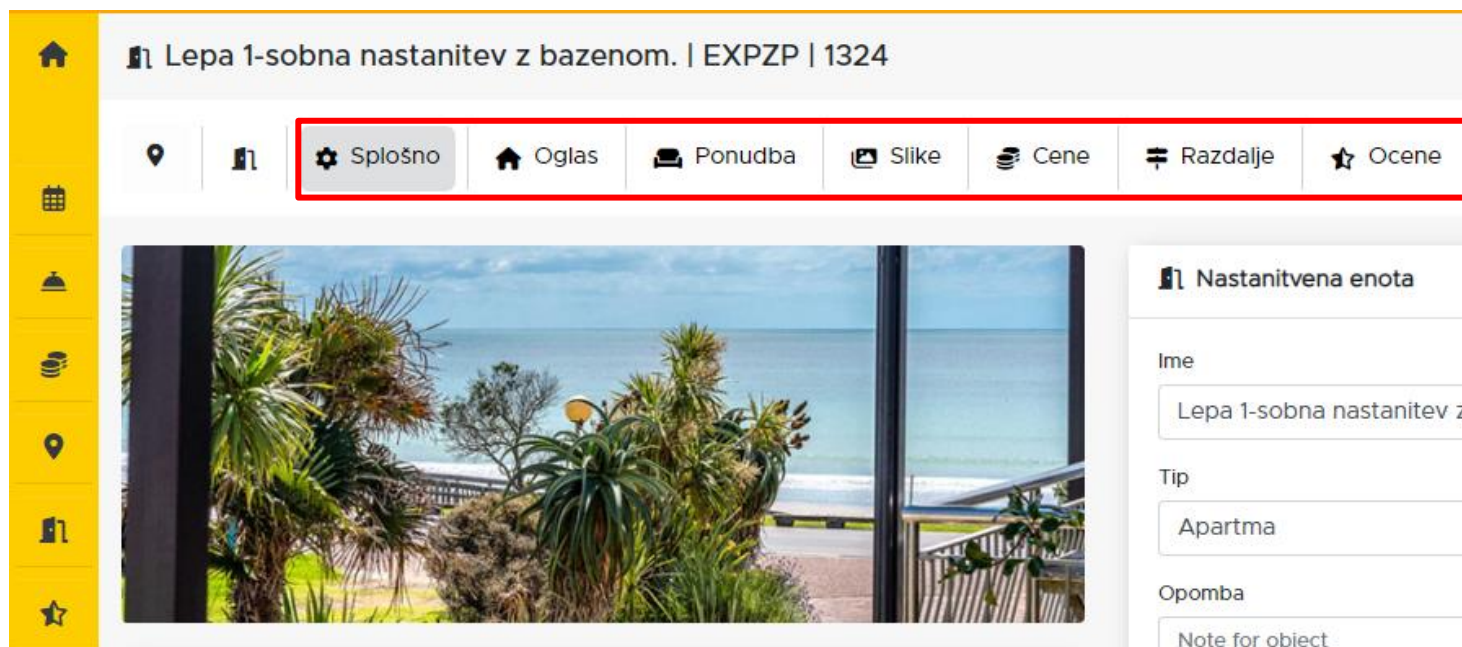 Lepa 1-sobna nastanitev z bazenom. | EXPZP | 1324
Splošno Oglas Ponudba Slike Cene Razdalje Ocene
Nastanitvena enota
Ime
Lepa 1-sobna nastanitev z
Tip
Apartma
Opomba
Note for object